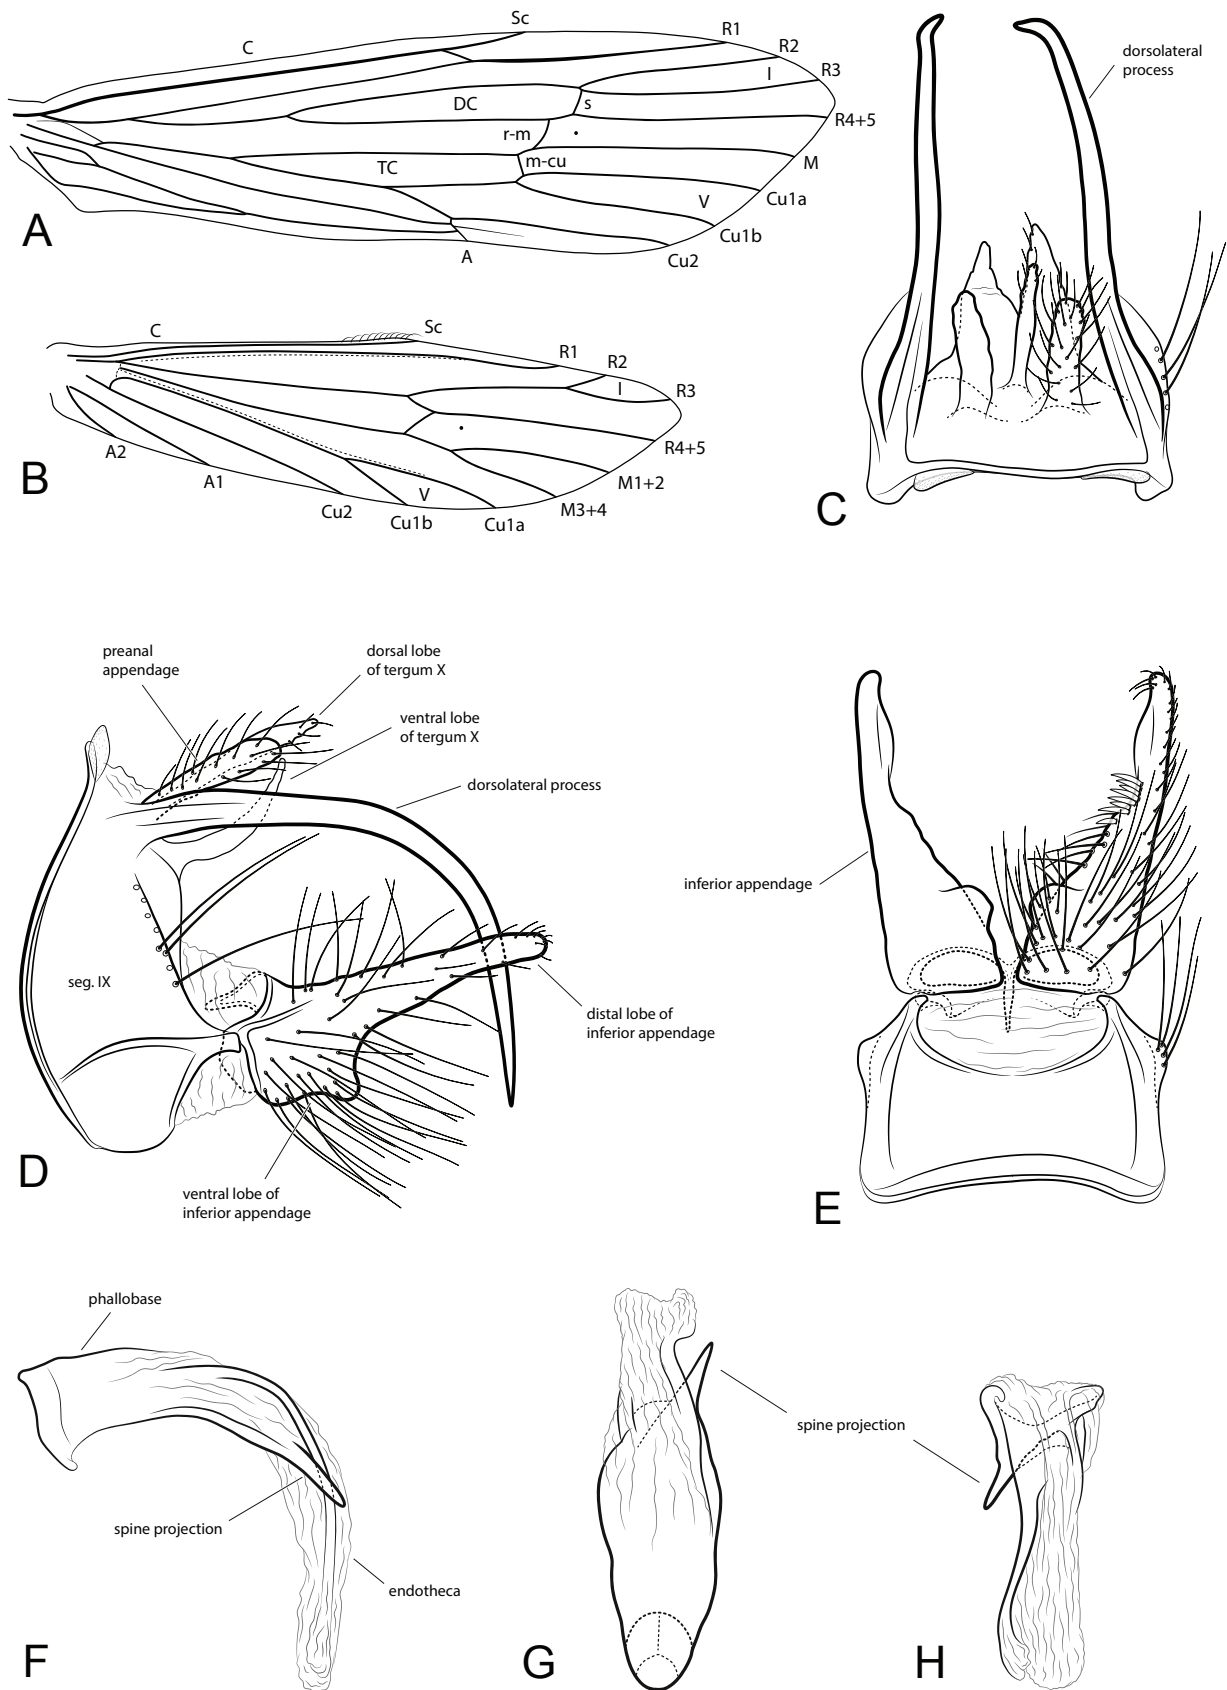 Sc
C
R1
R2
I
R3
DC
s
R4+5
r-m
TC
m-cu
M
V
Cu1a
Cu1b
A
Cu2
A
C
Sc
R1
R2
I
R3
R4+5
A2
A1
V
M1+2
Cu2
Cu1b
Cu1a
M3+4
B
dorsolateral
process
C
preanal
appendage
dorsal lobe
of tergum X
ventral lobe
of tergum X
dorsolateral process
seg. IX
distal lobe of
inferior appendage
ventral lobe of
inferior appendage
D
inferior appendage
E
phallobase
spine projection
endotheca
F
spine projection
G
H